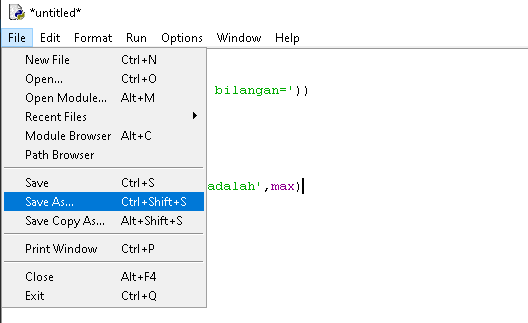 *untitled*
File Edit Format Run Options Window Help
New File Ctrl+N
Open... Ctrl+O
bilangan='))
Open Module... Alt+M
Recent Files
Module Browser Alt+C
Path Browser
Save Ctrl+S
adalah',max)
Save As... Ctrl+Shift+S
Save Copy As... Alt+Shift+S
Print Window Ctrl+P
Close Alt+F4
Exit Ctrl+Q